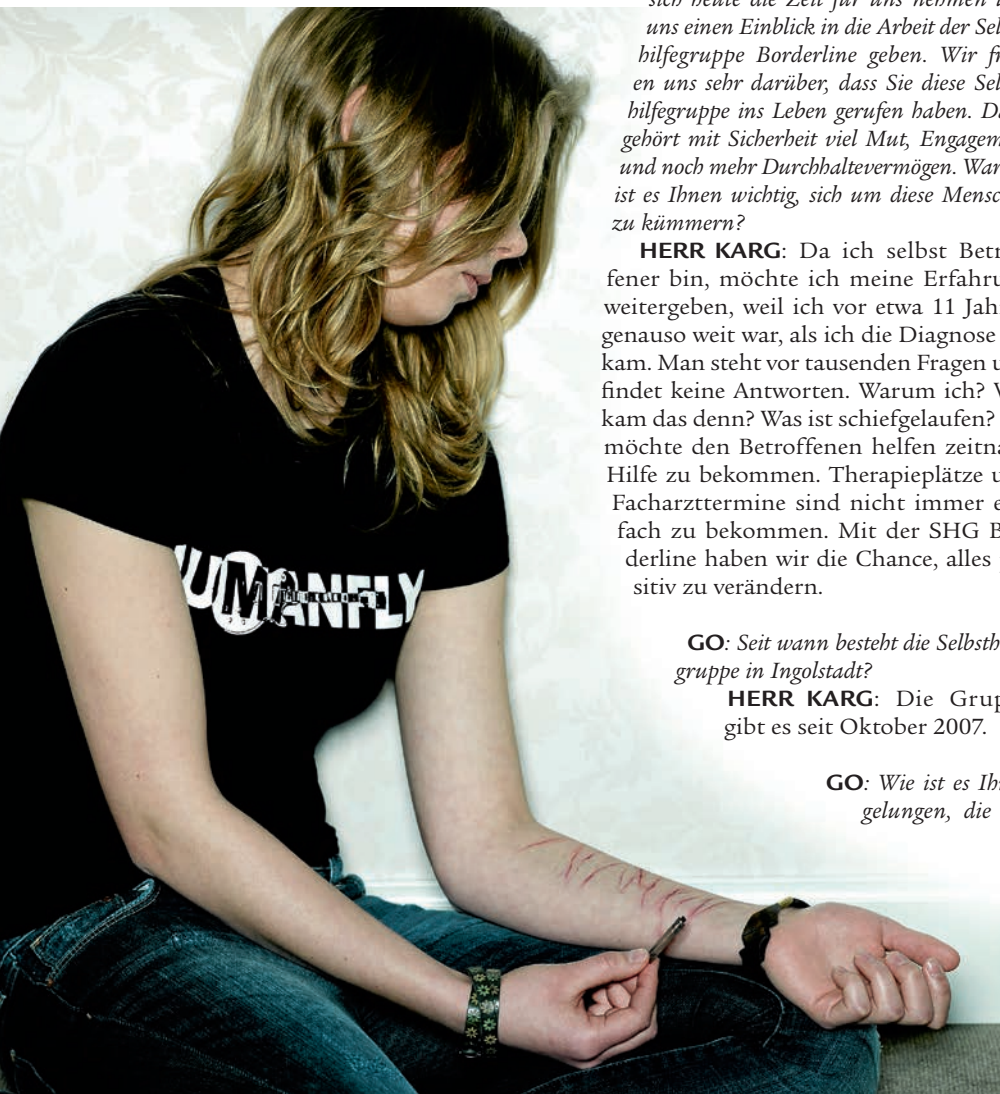 sich heute die Zeit für uns nehmen
uns einen Einblick in die Arbeit der Sel
hilfegruppe Borderline geben. Wir fr
en uns sehr darüber, dass Sie diese Sel
hilfegruppe ins Leben gerufen haben. Da
gehört mit Sicherheit viel Mut, Engagem
und noch mehr Durchhaltevermögen. War
ist es Ihnen wichtig, sich um diese Mensc
zu kümmern?
HERR KARG: Da ich selbst Betr
fener bin, möchte ich meine Erfahru
weitergeben, weil ich vor etwa 11 Jah
genauso weit war, als ich die Diagnose
kam. Man steht vor tausenden Fragen u
findet keine Antworten. Warum ich? W
kam das denn? Was ist schiefgelaufen?
möchte den Betroffenen helfen zeitna
Hilfe zu bekommen. Therapieplätze u
Facharzttermine sind nicht immer e
fach zu bekommen. Mit der SHG B
derline haben wir die Chance, alles
sitiv zu verändern.
GO: Seit wann besteht die Selbsth
gruppe in Ingolstadt?
HERR KARG: Die Grup
gibt es seit Oktober 2007.
GO: Wie ist es Ih
gelungen, die
UMANFLY